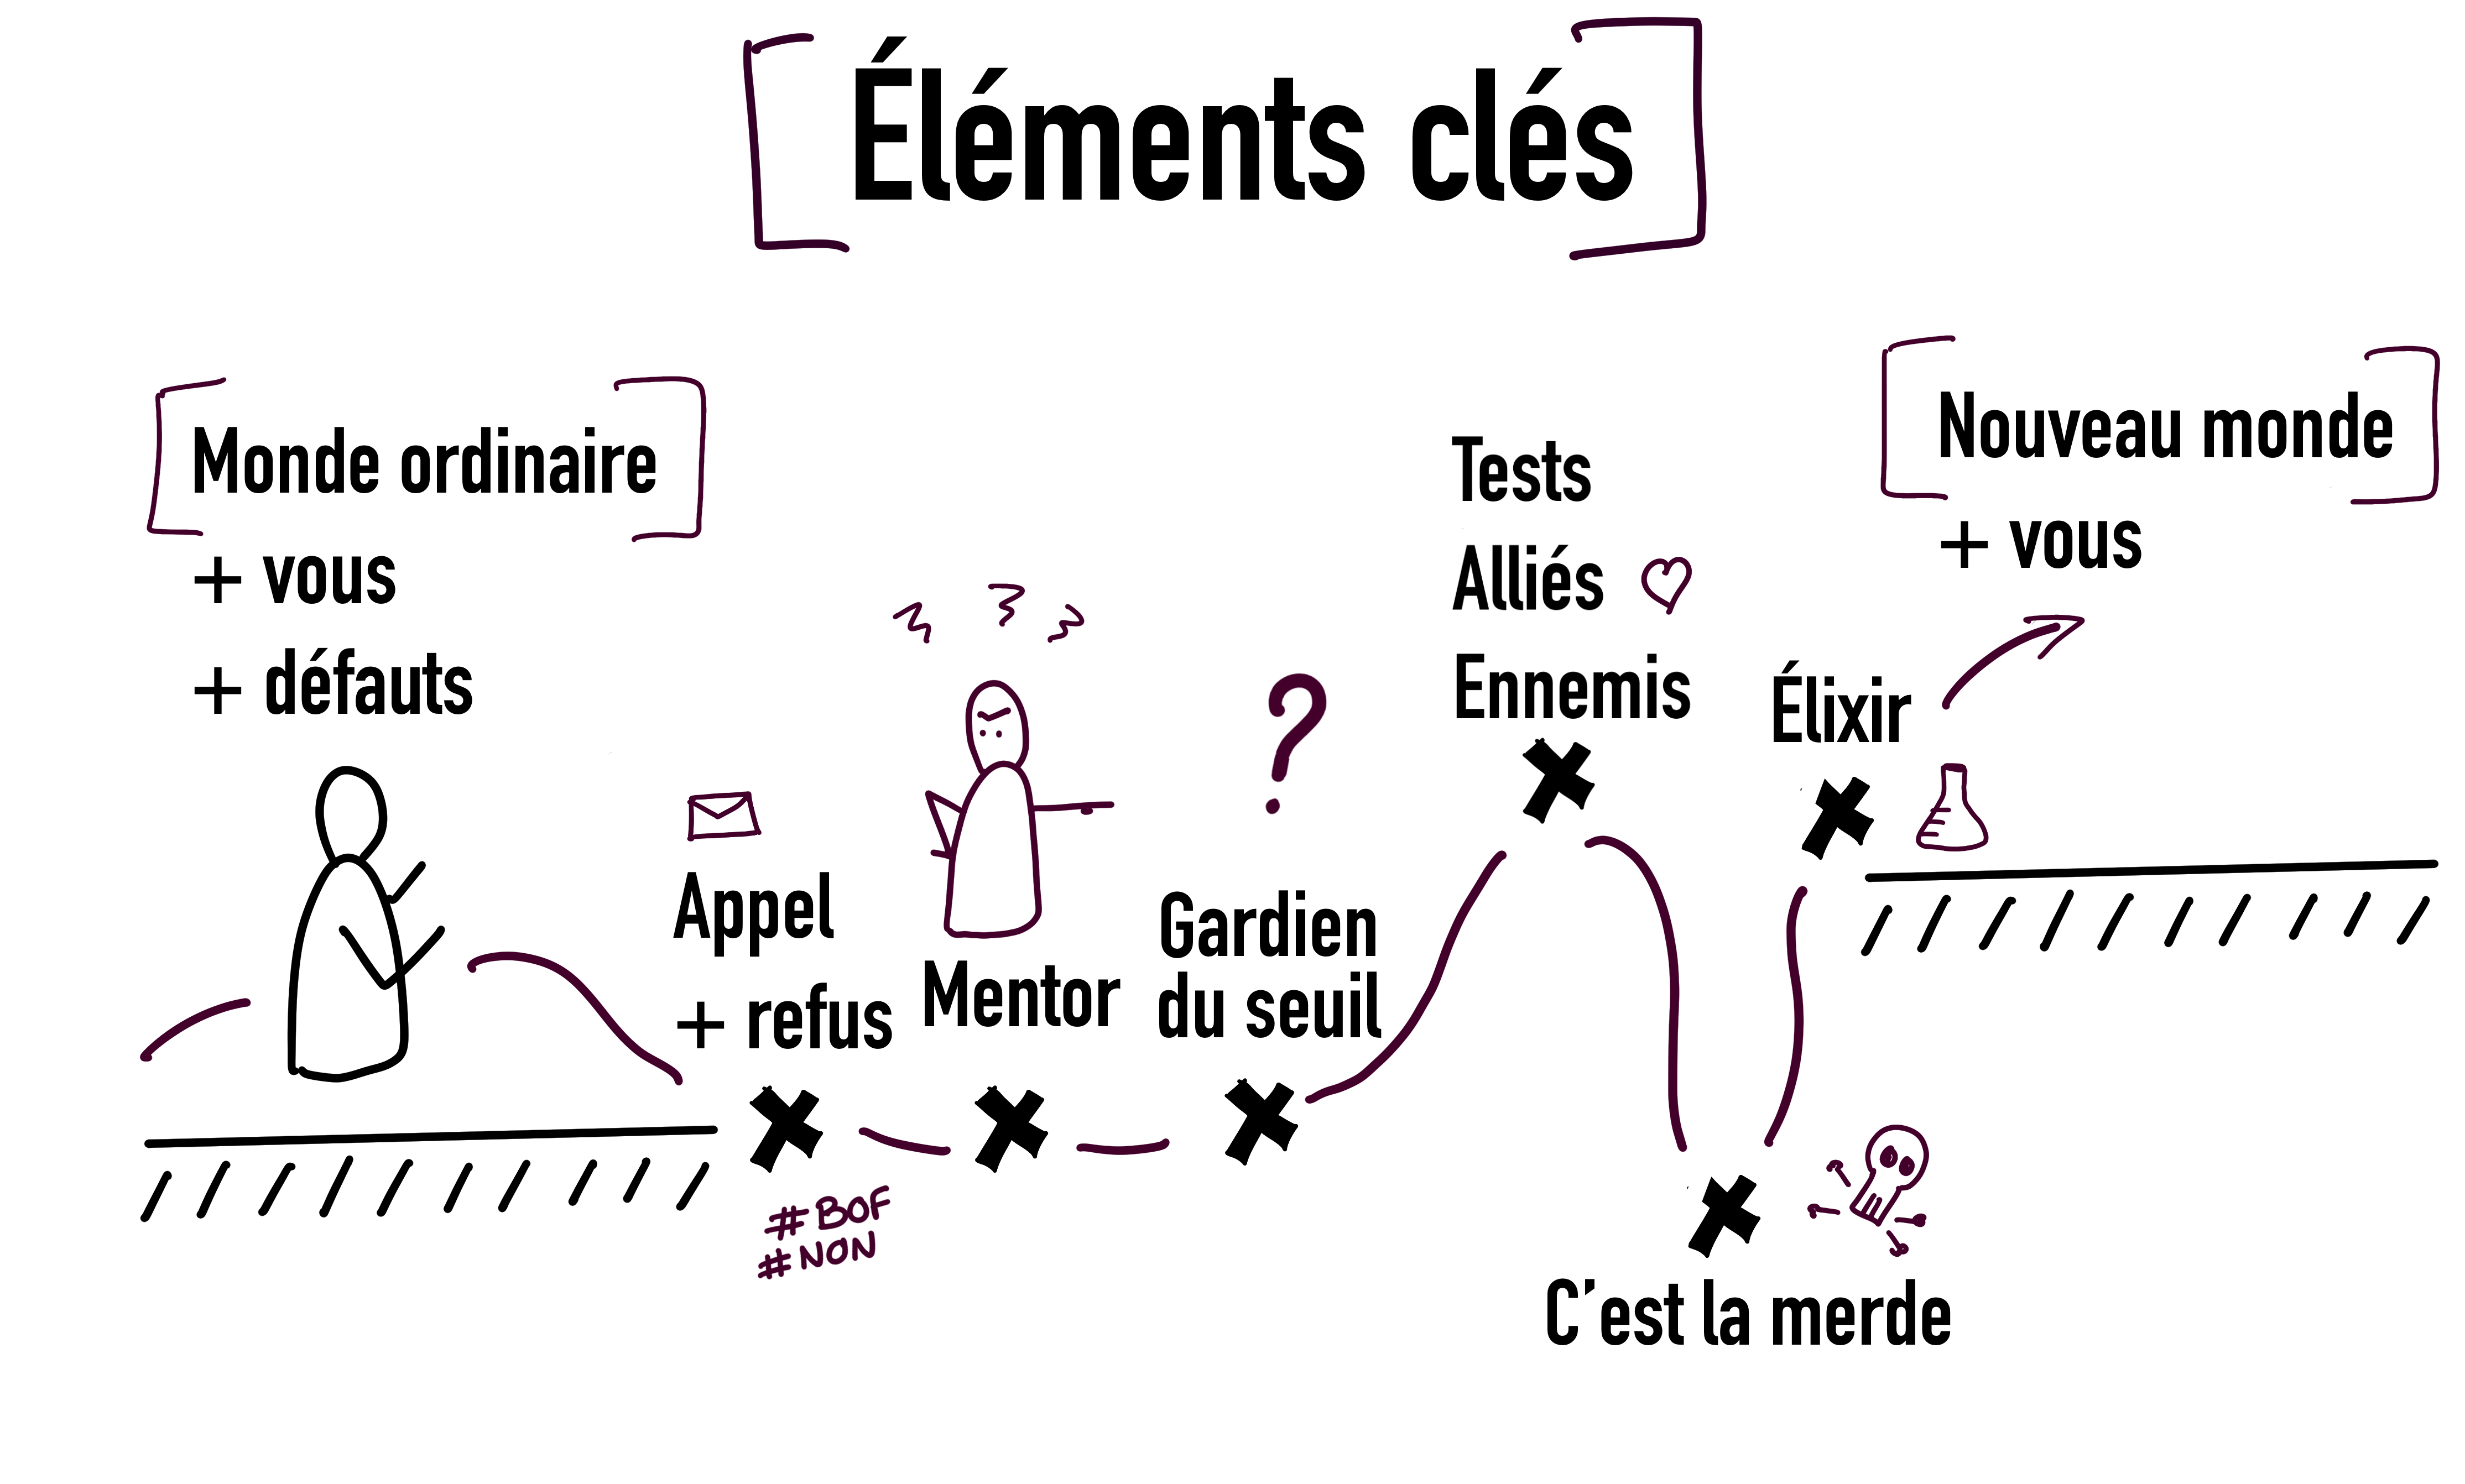 Éléments clés
Monde ordinaire
+ vous
+ défauts
Appel
+ refus
#BOF
#NON
Mentor
?
Gardien
du seuil
Tests
Alliés
Ennemis
C'est la merde
Élixir
Nouveau monde
+ vous